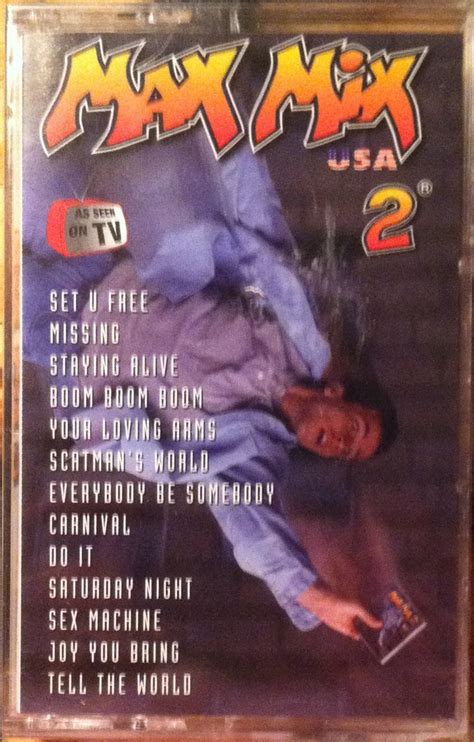 MAX MIX
USA
2®
AS SEEN
ON TV
SET U FREE
MISSING
STAYING ALIVE
BOOM BOOM BOOM
YOUR LOVING ARMS
SCATMAN'S WORLD
EVERYBODY BE SOMEBODY
CARNIVAL
DO IT
SATURDAY NIGHT
SEX MACHINE
JOY YOU BRING
TELL THE WORLD